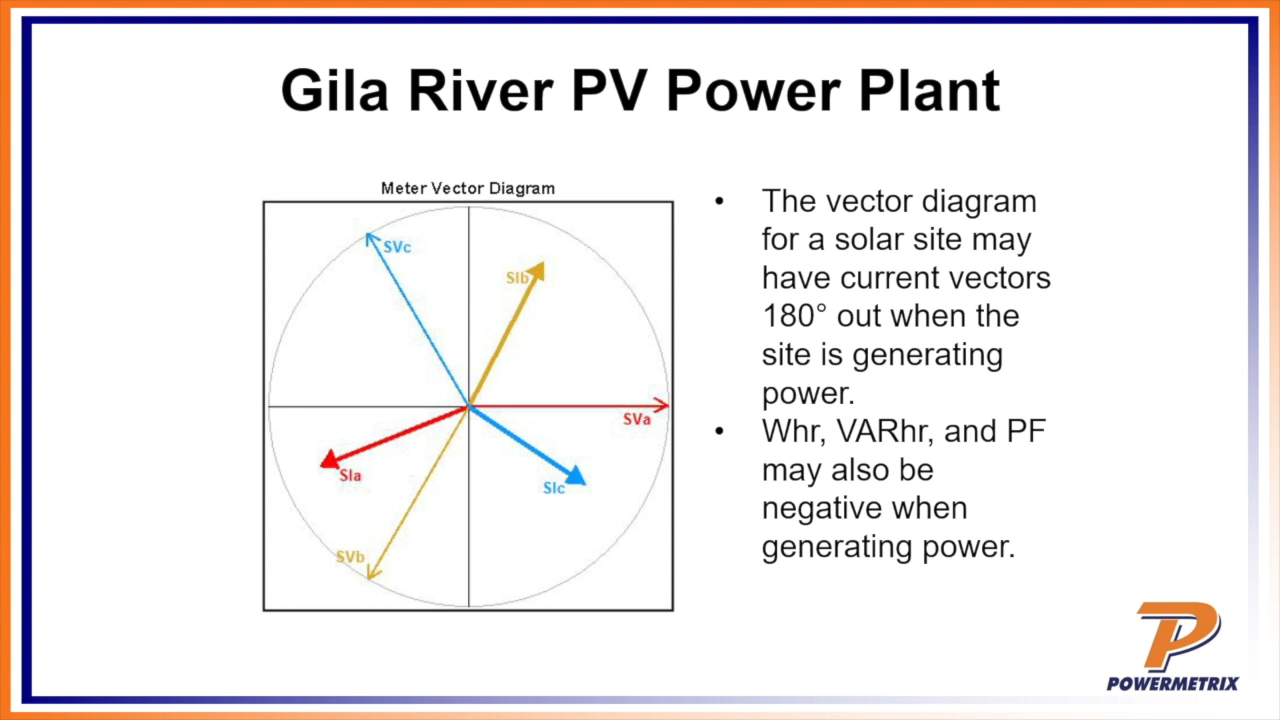 Gila River PV Power Plant
Meter Vector Diagram
SVc
SIb
SVa
SIa
SIc
SVb
• The vector diagram
for a solar site may
have current vectors
180° out when the
site is generating
power.
• Whr, VARhr, and PF
may also be
negative when
generating power.
P
POWERMETRIX